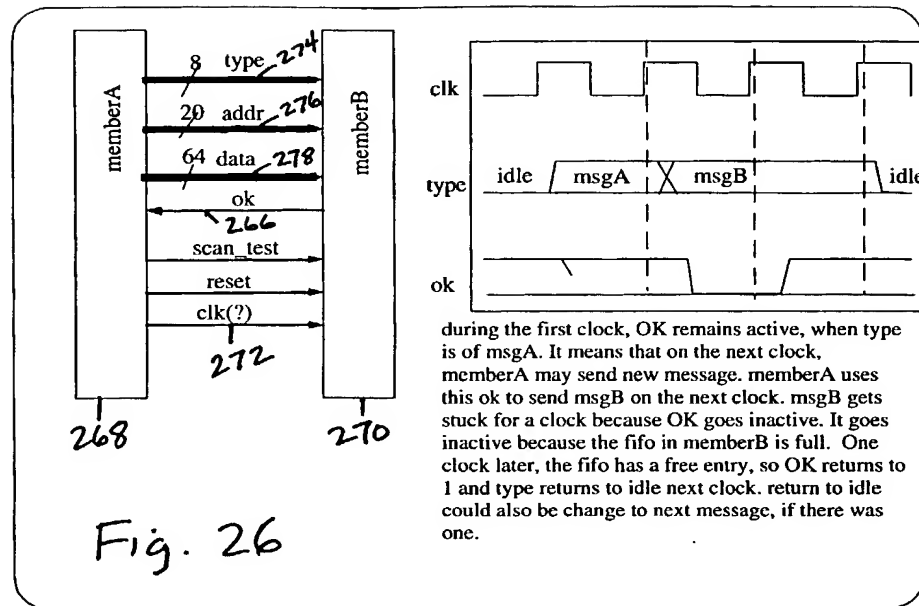 memberA
memberB
8 type 274
20 addr 276
64 data 278
ok
266
scan_test
reset
clk(?)
272
268
270
Fig. 26
clk
type
idle msgA msgB idle
ok
during the first clock, OK remains active, when type
is of msgA. It means that on the next clock,
memberA may send new message. memberA uses
this ok to send msgB on the next clock. msgB gets
stuck for a clock because OK goes inactive. It goes
inactive because the fifo in memberB is full. One
clock later, the fifo has a free entry, so OK returns to
1 and type returns to idle next clock. return to idle
could also be change to next message, if there was
one.